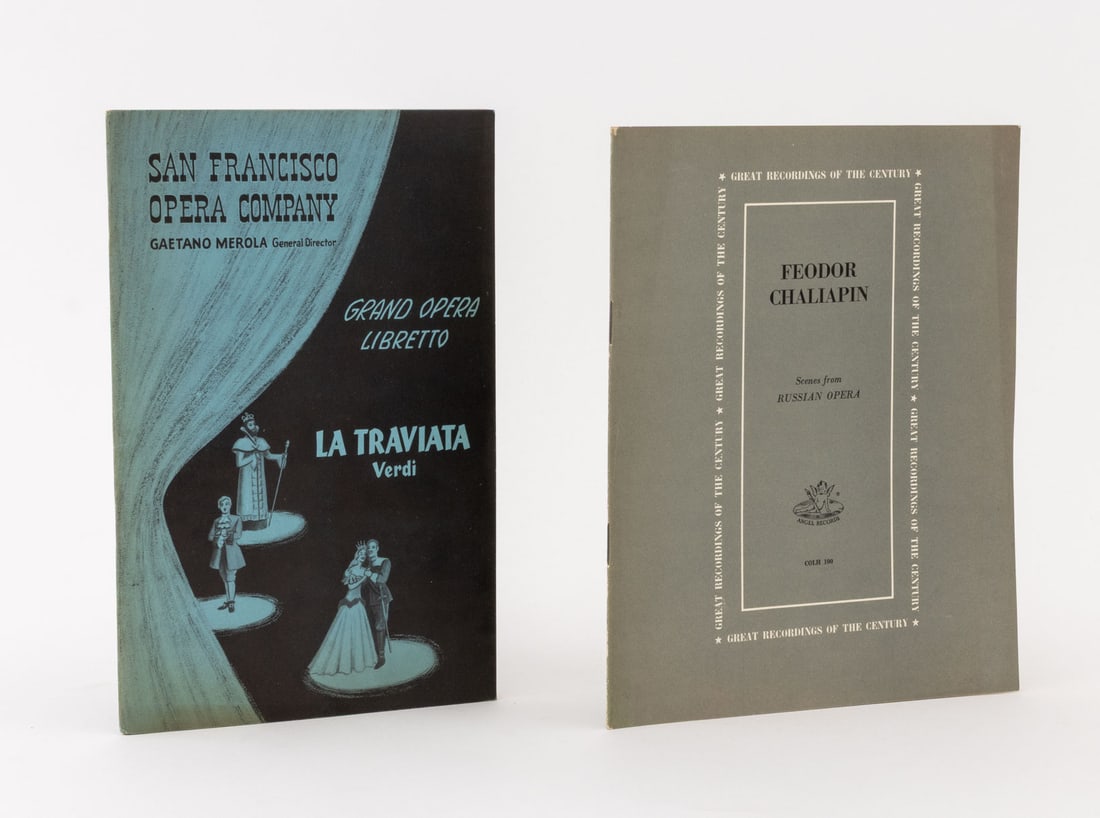 SAN FRANCISCO
OPERA COMPANY
GAETANO MEROLA General Director
GRAND OPERA
LIBRETTO
LA TRAVIATA
Verdi
★ GREAT RECORDINGS OF THE CENTURY ★
GREAT RECORDINGS OF THE CENTURY ★ GREAT RECORDINGS OF THE CENTURY
★ GREAT RECORDINGS OF THE CENTURY ★ GREAT RECORDINGS OF THE CENTURY
FEODOR
CHALIAPIN
Scenes from
RUSSIAN OPERA
ANGEL RECORDS
COLH 100
★ GREAT RECORDINGS OF THE CENTURY ★